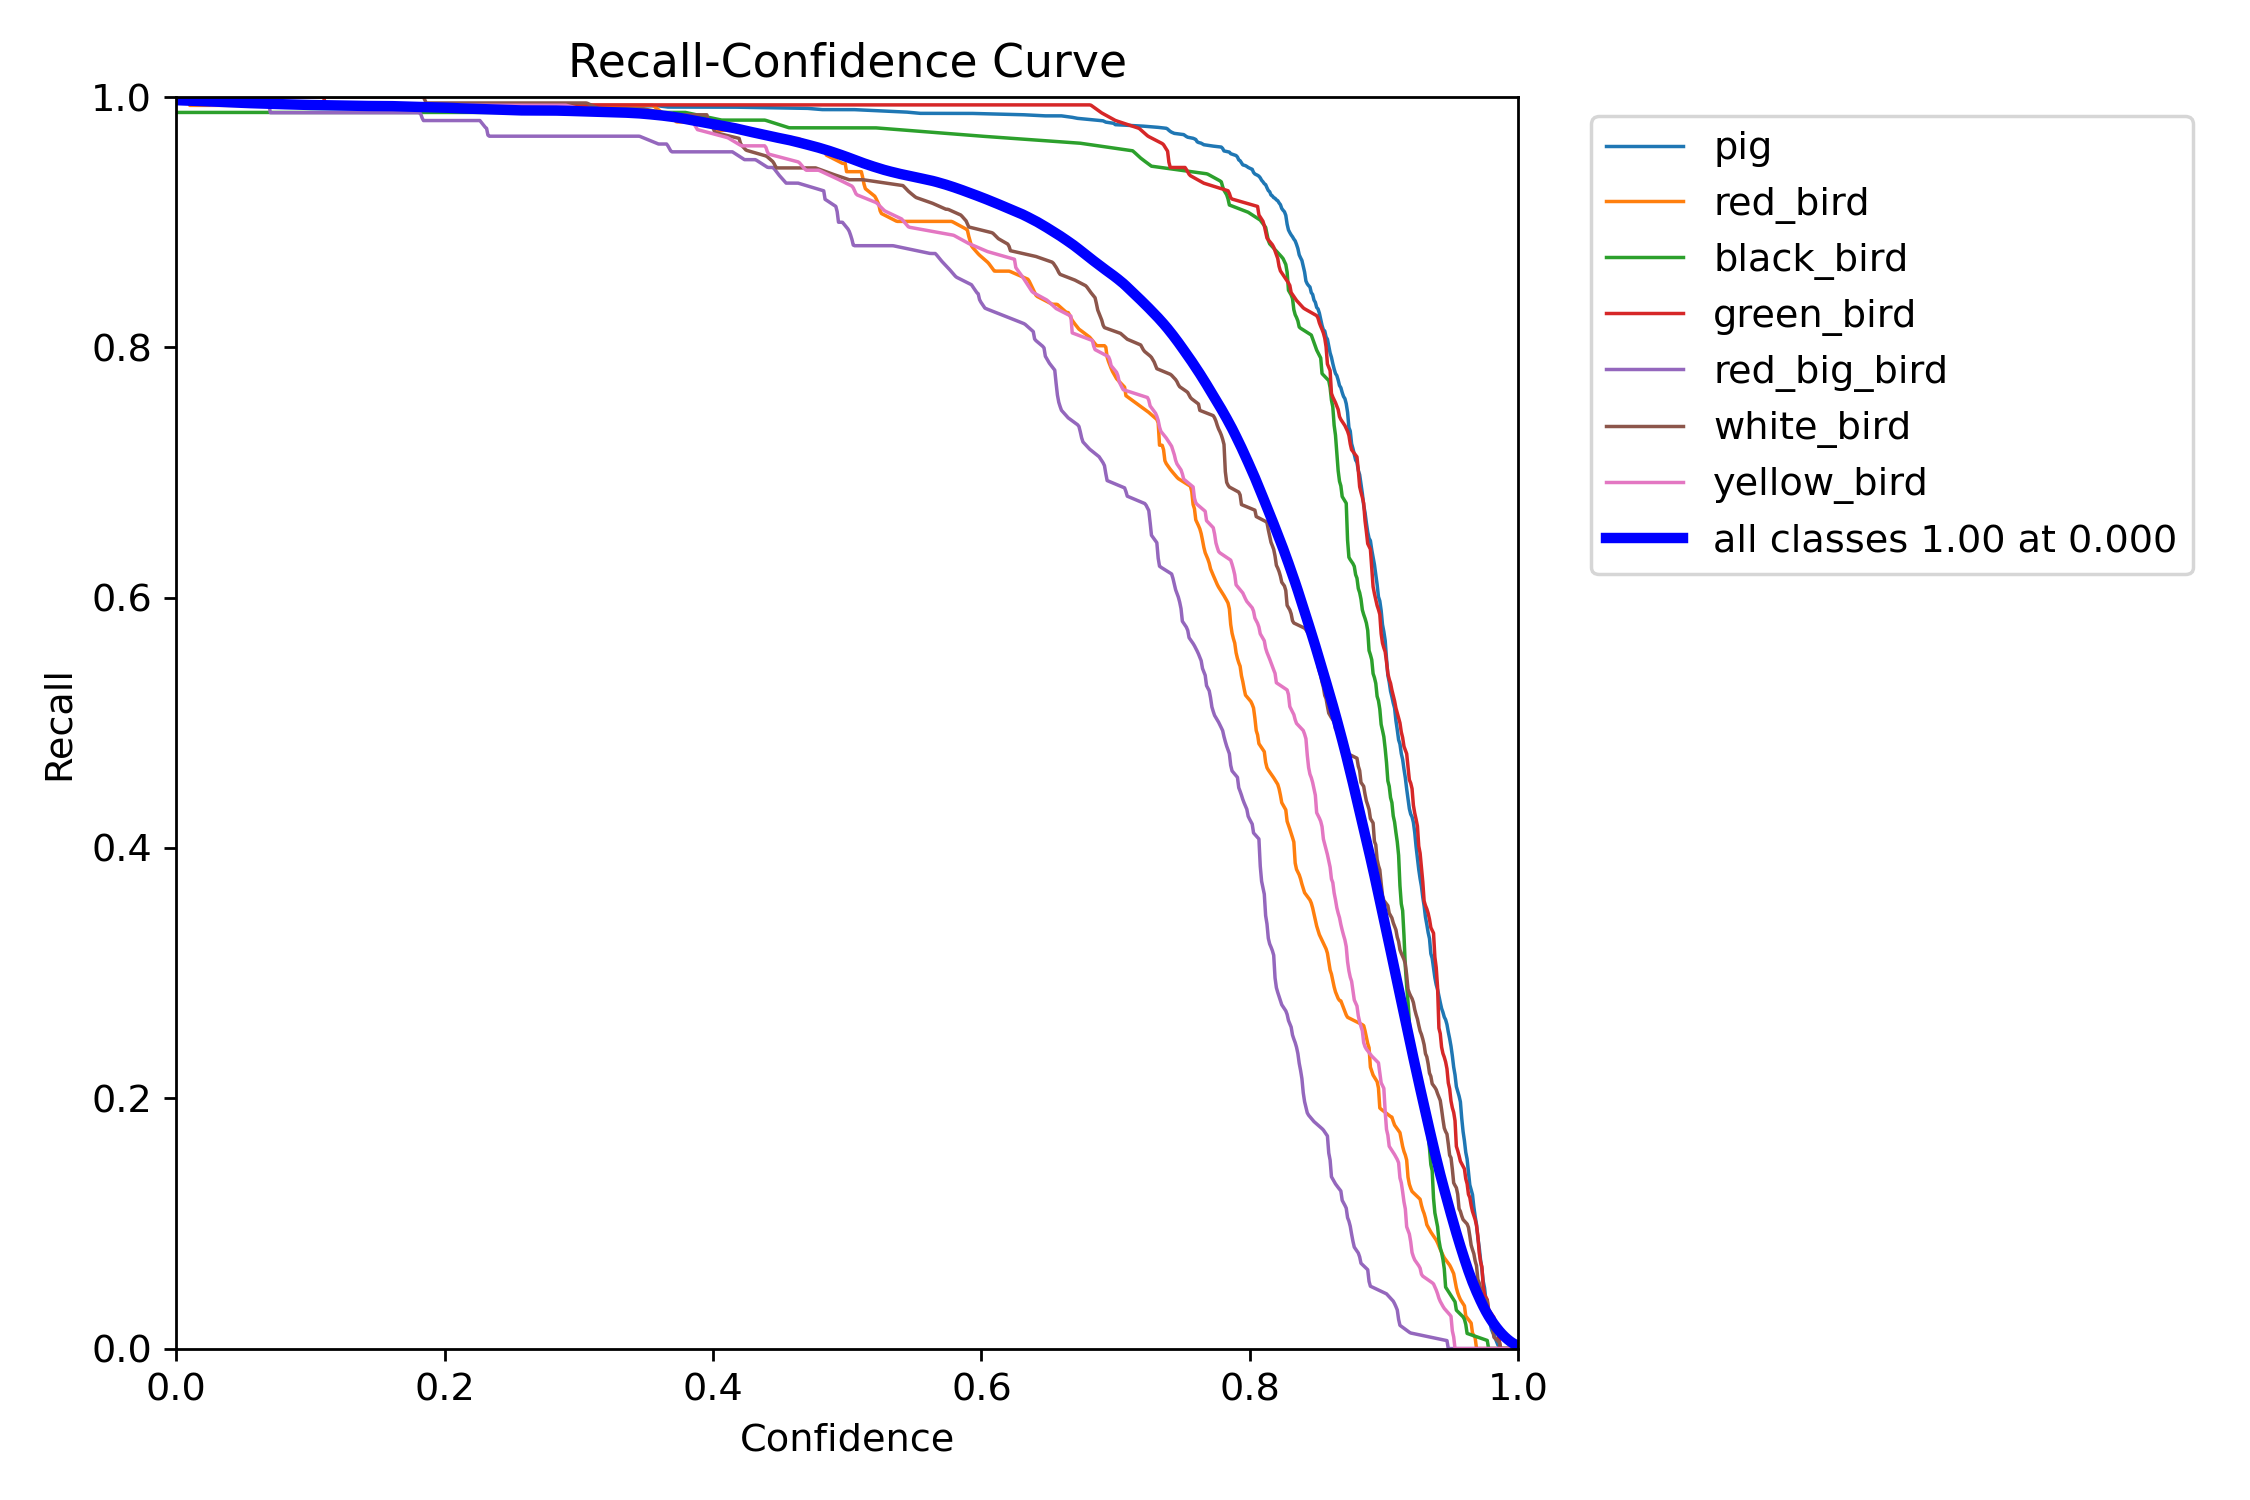 Recall-Confidence Curve
1.0
0.8
0.6
0.4
0.2
0.0
Recall
0.0 0.2 0.4 0.6 0.8 1.0
Confidence
pig
red_bird
black_bird
green_bird
red_big_bird
white_bird
yellow_bird
all classes 1.00 at 0.000